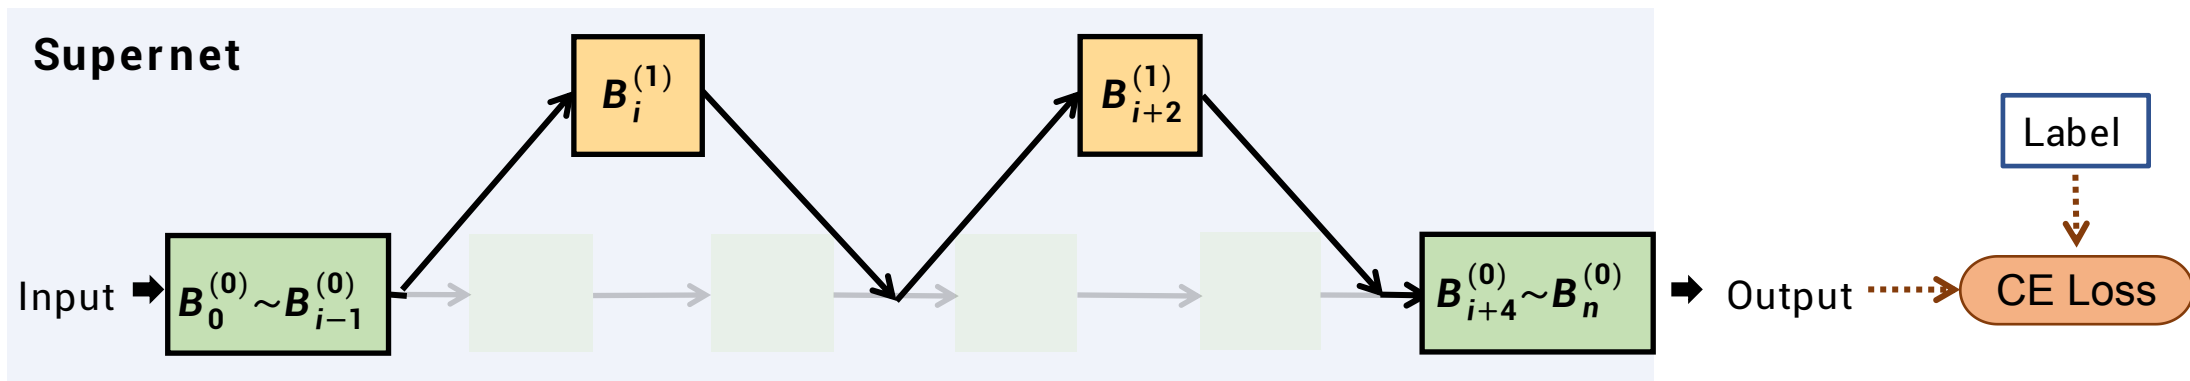 Supernet
B_i^{(1)}
B_{i+2}^{(1)}
Label
Input
B_0^{(0)} ~ B_{i−1}^{(0)}
B_{i+4}^{(0)} ~ B_n^{(0)}
Output
CE Loss